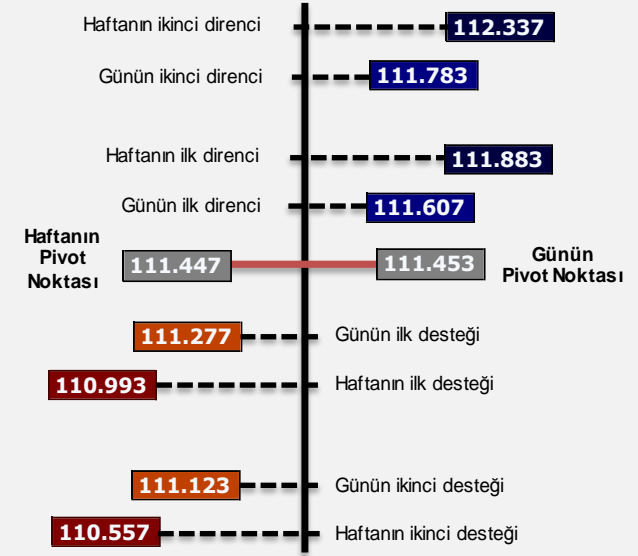 Haftanın ikinci direnci
112.337
Günün ikinci direnci
111.783
Haftanın ilk direnci
111.883
Günün ilk direnci
111.607
Haftanın
Pivot
Noktası
111.447
111.453
Günün
Pivot Noktası
111.277
Günün ilk desteği
110.993
Haftanın ilk desteği
111.123
Günün ikinci desteği
110.557
Haftanın ikinci desteği